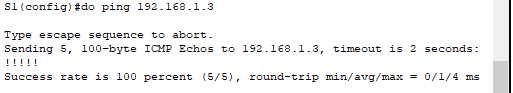 S1(config)#do ping 192.168.1.3
Type escape sequence to abort.
Sending 5, 100-byte ICMP Echos to 192.168.1.3, timeout is 2 seconds:
!!!!!
Success rate is 100 percent (5/5), round-trip min/avg/max = 0/1/4 ms